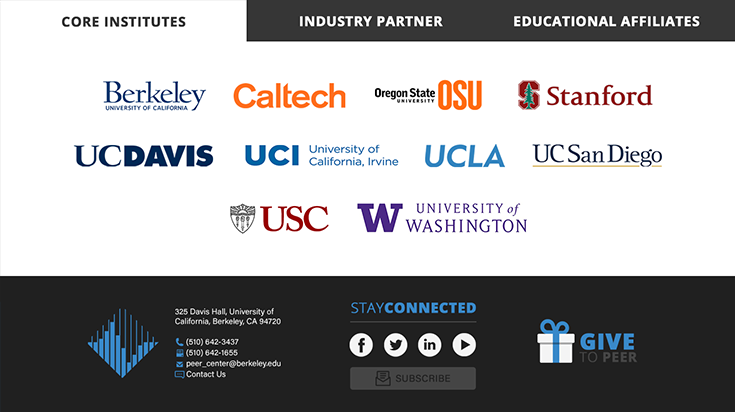 CORE INSTITUTES
INDUSTRY PARTNER
EDUCATIONAL AFFILIATES
Berkeley
UNIVERSITY OF CALIFORNIA
Caltech
Oregon State
UNIVERSITY
OSU
S
Stanford
UCDAVIS
UCI
University of
California, Irvine
UCLA
UC San Diego
USC
W
UNIVERSITY of
WASHINGTON
325 Davis Hall, University of
California, Berkeley, CA 94720
(510) 642-3437
(510) 642-1655
peer_center@berkeley.edu
Contact Us
STAYCONNECTED
f
in
SUBSCRIBE
GIVE
TO PEER